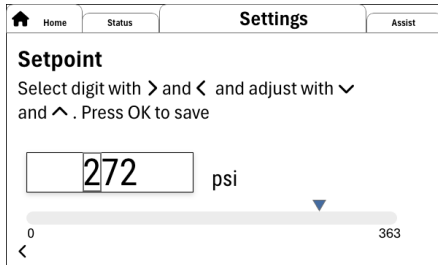 Home Status Settings Assist
Setpoint
Select digit with > and < and adjust with ⌄
and ⌃ . Press OK to save
272 psi
0 363
<